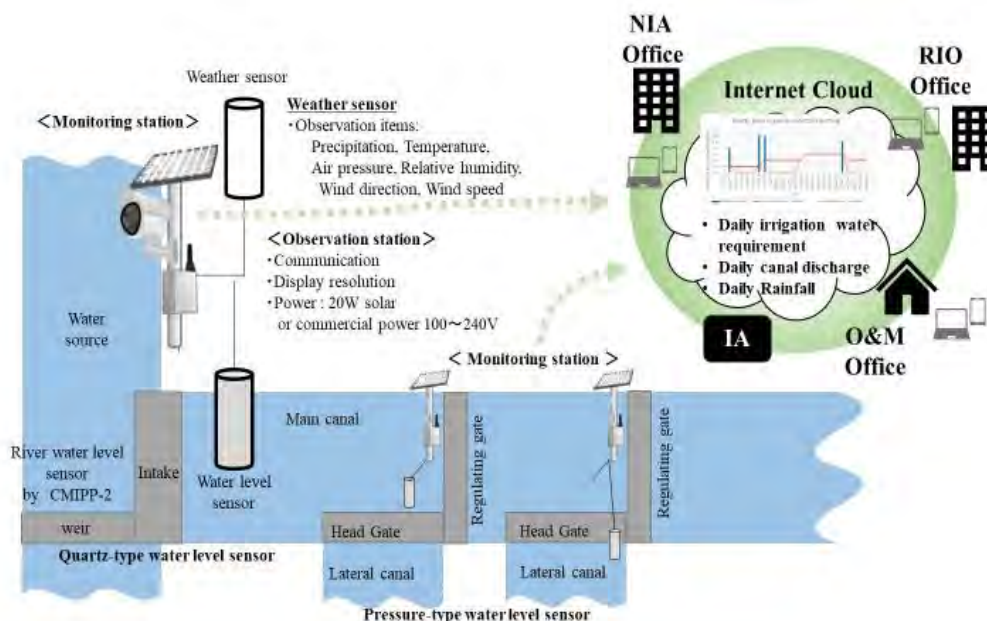 Weather sensor
<Monitoring station>
Weather sensor
・Observation items:
Precipitation, Temperature,
Air pressure, Relative humidity,
Wind direction, Wind speed
<Observation station>
・Communication
・Display resolution
・Power : 20W solar
or commercial power 100~240V
NIA
Office
RIO
Office
Internet Cloud
• Daily irrigation water
requirement
• Daily canal discharge
• Daily Rainfall
IA
O&M
Office
Water
source
< Monitoring station >
Main canal
River water level
sensor
by CMIPP-2
Intake
Water level
sensor
Regulating gate
Regulating gate
weir
Head Gate
Head Gate
Quartz-type water level sensor
Lateral canal
Lateral canal
Pressure-type water level sensor